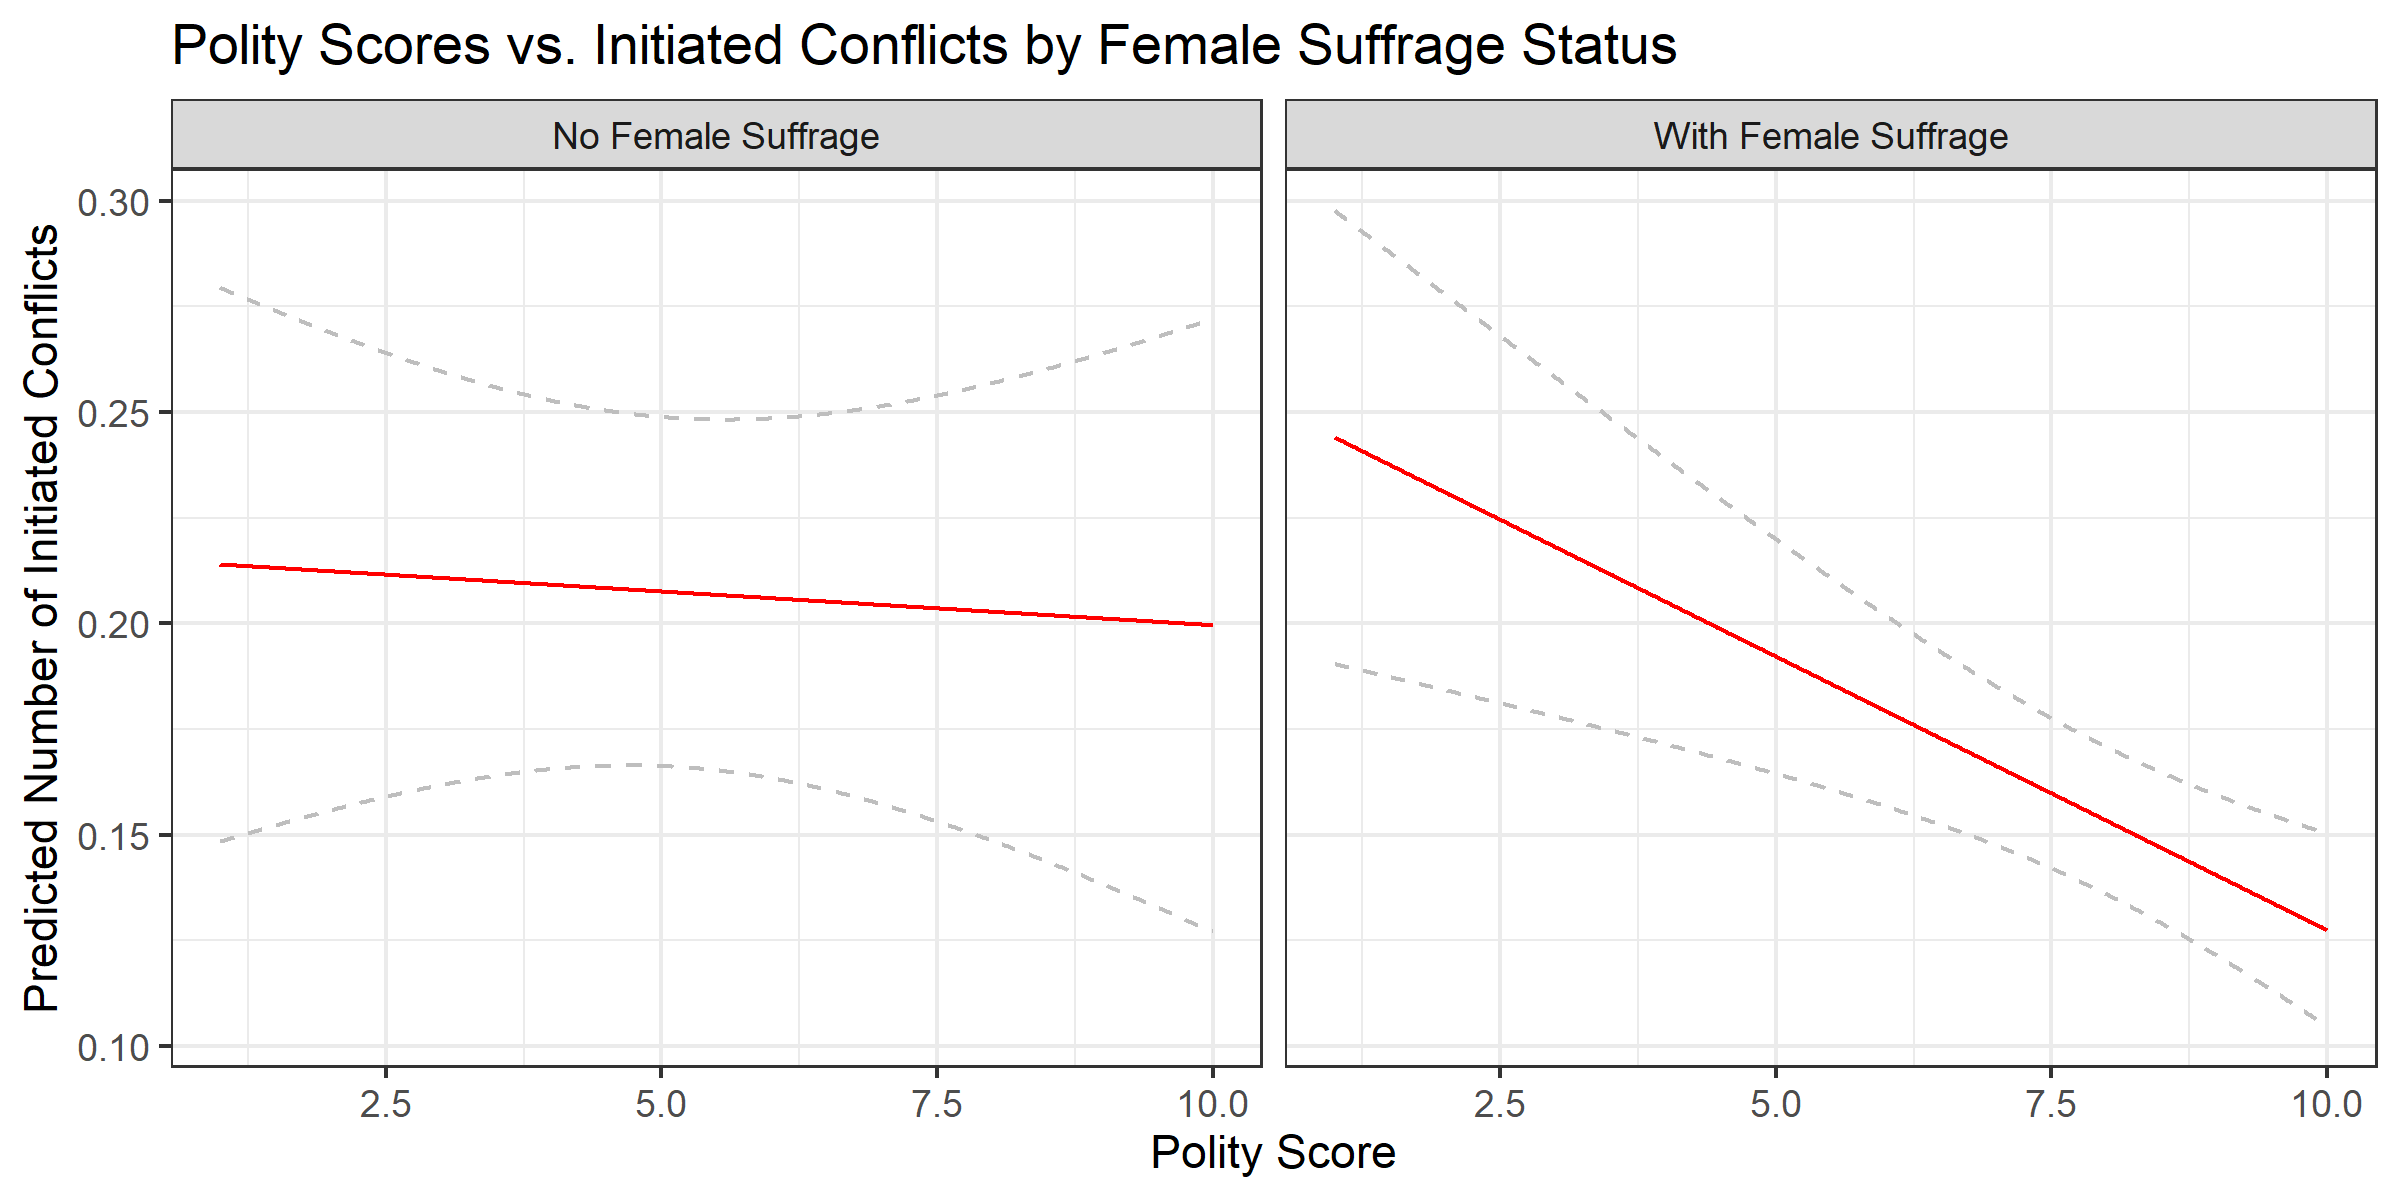 Polity Scores vs. Initiated Conflicts by Female Suffrage Status
No Female Suffrage
With Female Suffrage
Predicted Number of Initiated Conflicts
0.30
0.25
0.20
0.15
0.10
2.5 5.0 7.5 10.0
2.5 5.0 7.5 10.0
Polity Score